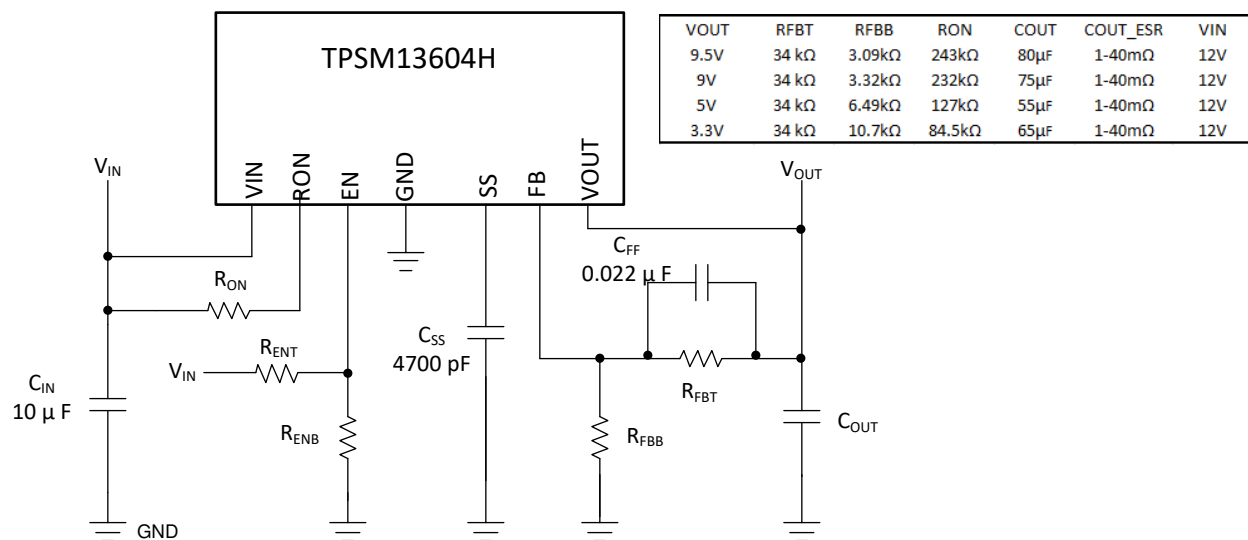 TPSM13604H
VIN
RON
EN
GND
SS
FB
VOUT
VOUT RFBT RFBB RON COUT COUT_ESR VIN
9.5V 34 kΩ 3.09kΩ 243kΩ 80μF 1-40mΩ 12V
9V 34 kΩ 3.32kΩ 232kΩ 75μF 1-40mΩ 12V
5V 34 kΩ 6.49kΩ 127kΩ 55μF 1-40mΩ 12V
3.3V 34 kΩ 10.7kΩ 84.5kΩ 65μF 1-40mΩ 12V
VIN
VOUT
CFF
0.022 μ F
RON
CSS
4700 pF
RENT
VIN
RFBT
CIN
10 μ F
RENB
RFBB
COUT
GND